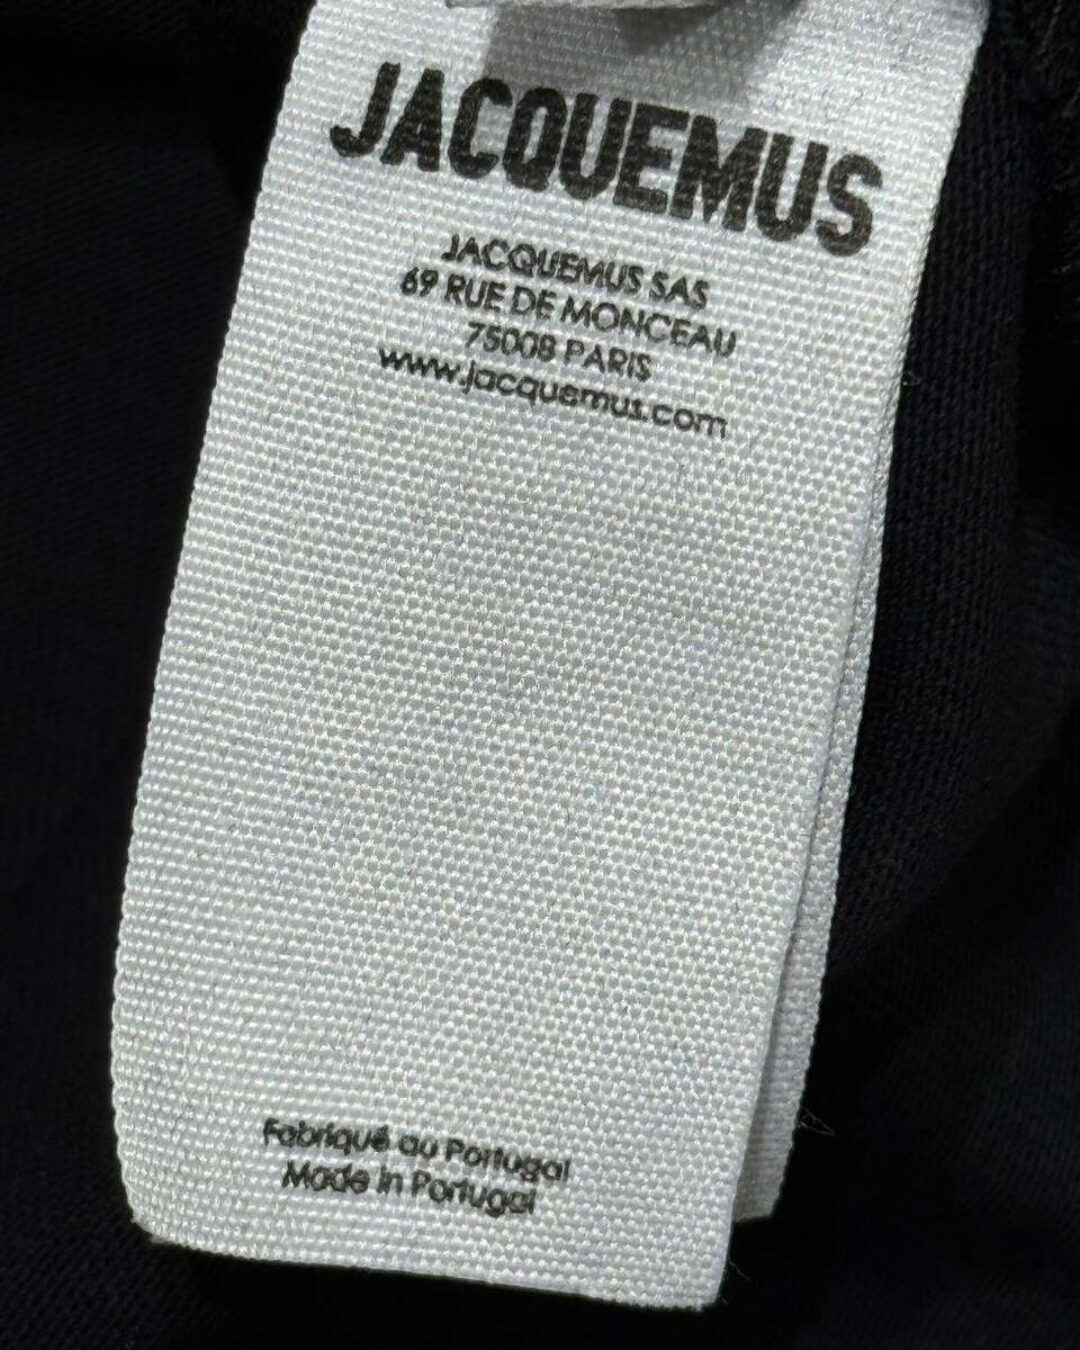 JACQUEMUS
JACQUEMUS SAS
69 RUE DE MONCEAU
75008 PARIS
www.jacquemus.com
Fabriqué au Portugal
Made in Portugal